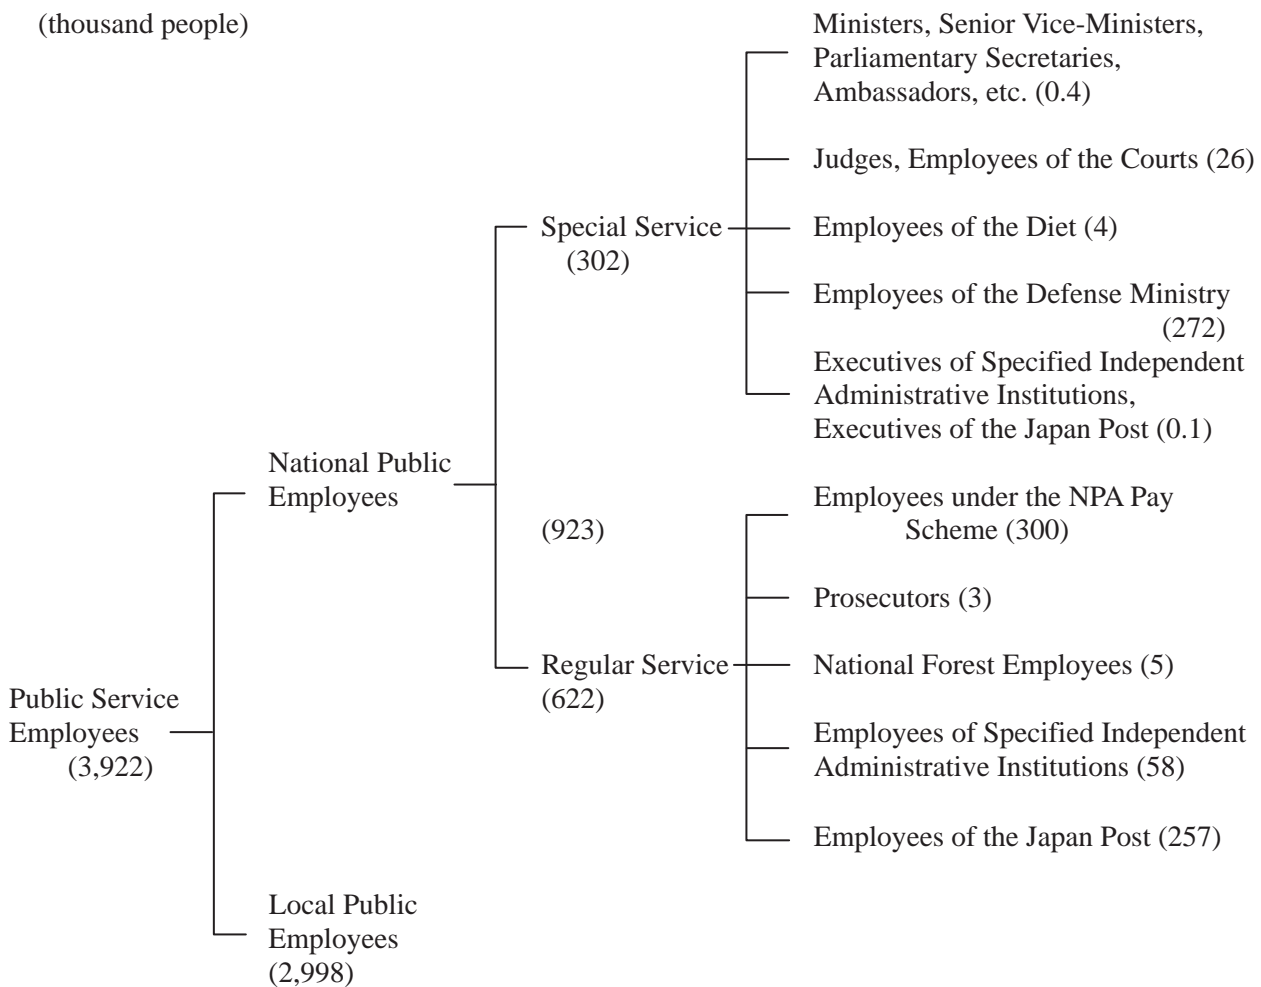 (thousand people)
Ministers, Senior Vice-Ministers,
Parliamentary Secretaries,
Ambassadors, etc. (0.4)
Judges, Employees of the Courts (26)
Special Service
(302)
Employees of the Diet (4)
Employees of the Defense Ministry
(272)
Executives of Specified Independent
Administrative Institutions,
Executives of the Japan Post (0.1)
National Public
Employees
(923)
Employees under the NPA Pay
Scheme (300)
Prosecutors (3)
Regular Service
(622)
National Forest Employees (5)
Public Service
Employees
(3,922)
Employees of Specified Independent
Administrative Institutions (58)
Employees of the Japan Post (257)
Local Public
Employees
(2,998)